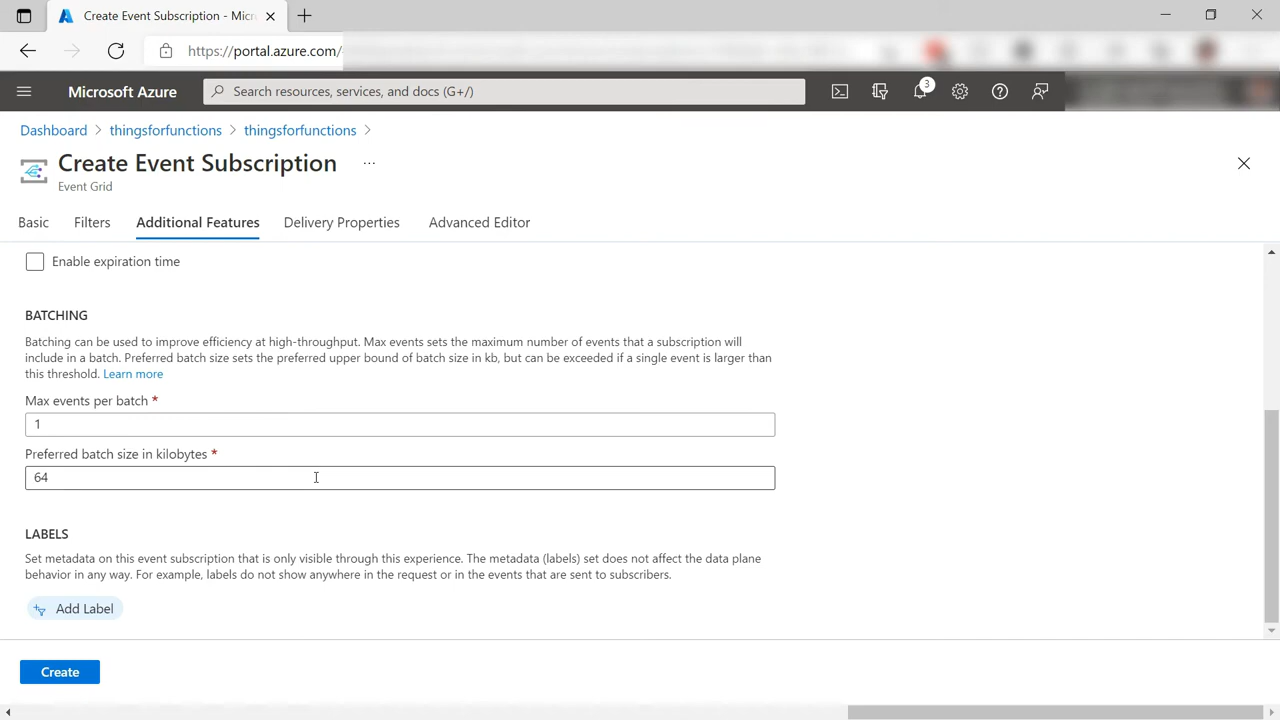 Create Event Subscription - Micr
https://portal.azure.com/
Microsoft Azure
Search resources, services, and docs (G+/)
3
Dashboard > thingsforfunctions > thingsforfunctions >
Create Event Subscription ...
Event Grid
Basic Filters Additional Features Delivery Properties Advanced Editor
Enable expiration time
BATCHING
Batching can be used to improve efficiency at high-throughput. Max events sets the maximum number of events that a subscription will
include in a batch. Preferred batch size sets the preferred upper bound of batch size in kb, but can be exceeded if a single event is larger than
this threshold. Learn more
Max events per batch *
1
Preferred batch size in kilobytes *
64
LABELS
Set metadata on this event subscription that is only visible through this experience. The metadata (labels) set does not affect the data plane
behavior in any way. For example, labels do not show anywhere in the request or in the events that are sent to subscribers.
Add Label
Create